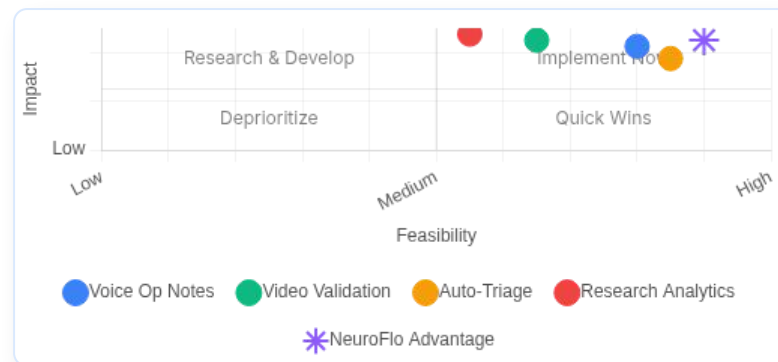 Research & Develop
Implement Now
Impact
Deprioritize
Quick Wins
Low
Low
Medium
High
Feasibility
Voice Op Notes
Video Validation
Auto-Triage
Research Analytics
NeuroFlo Advantage